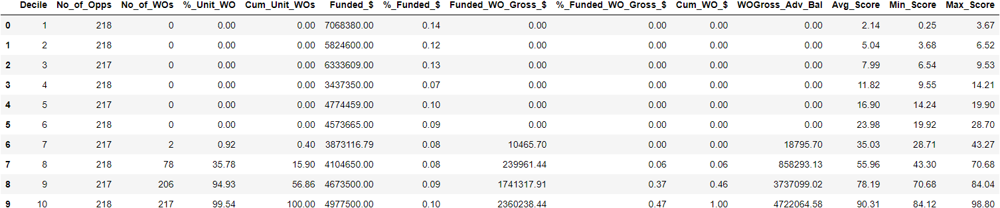 Decile No_of_Opps No_of_WOs %_Unit_WO Cum_Unit_WOs Funded_$ %_Funded_$ Funded_WO_Gross_$ %_Funded_WO_Gross_$ Cum_WO_$ WOGross_Adv_Bal Avg_Score Min_Score Max_Score
0 1 218 0 0.00 0.00 7068380.00 0.14 0.00 0.00 0.00 0.00 2.14 0.25 3.67
1 2 218 0 0.00 0.00 5824600.00 0.12 0.00 0.00 0.00 0.00 5.04 3.68 6.52
2 3 217 0 0.00 0.00 6333609.00 0.13 0.00 0.00 0.00 0.00 7.99 6.54 9.53
3 4 218 0 0.00 0.00 3437350.00 0.07 0.00 0.00 0.00 0.00 11.82 9.55 14.21
4 5 217 0 0.00 0.00 4774459.00 0.10 0.00 0.00 0.00 0.00 16.90 14.24 19.90
5 6 218 0 0.00 0.00 4573665.00 0.09 0.00 0.00 0.00 0.00 23.98 19.92 28.70
6 7 217 2 0.92 0.40 3873116.79 0.08 10465.70 0.00 0.00 18795.70 35.03 28.71 43.27
7 8 218 78 35.78 15.90 4104650.00 0.08 239961.44 0.06 0.06 858293.13 55.96 43.30 70.68
8 9 217 206 94.93 56.86 4673500.00 0.09 1741317.91 0.37 0.46 3737099.02 78.19 70.68 84.04
9 10 218 217 99.54 100.00 4977500.00 0.10 2360238.44 0.47 1.00 4722064.58 90.31 84.12 98.80